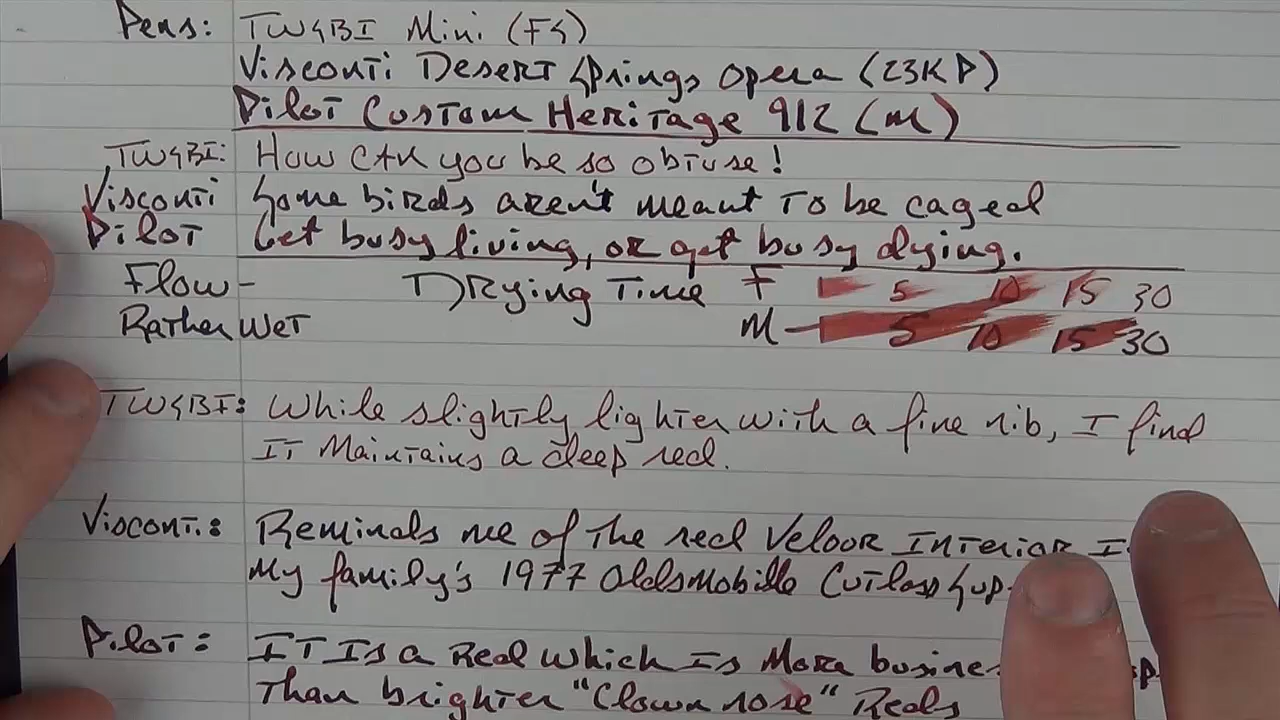 Pens: TWSBI Mini (F)
Visconti Desert Springs Opera (23KP)
Pilot Custom Heritage 912 (M)
TWSBI: How can you be so obtuse!
Visconti Some birds aren't meant to be caged
Pilot Get busy living, or get busy dying.
Flow- Drying Time F 5 10 15 30
Rather Wet M- 5 10 15 30
TWSBI: While slightly lighter with a fine nib, I find
It maintains a deep red.
Visconti: Reminds me of the red velour interior I
My family's 1977 Oldsmobile Cutlass Sup
Pilot: It is a Red which is more busines
Than brighter "Clown nose" Reds